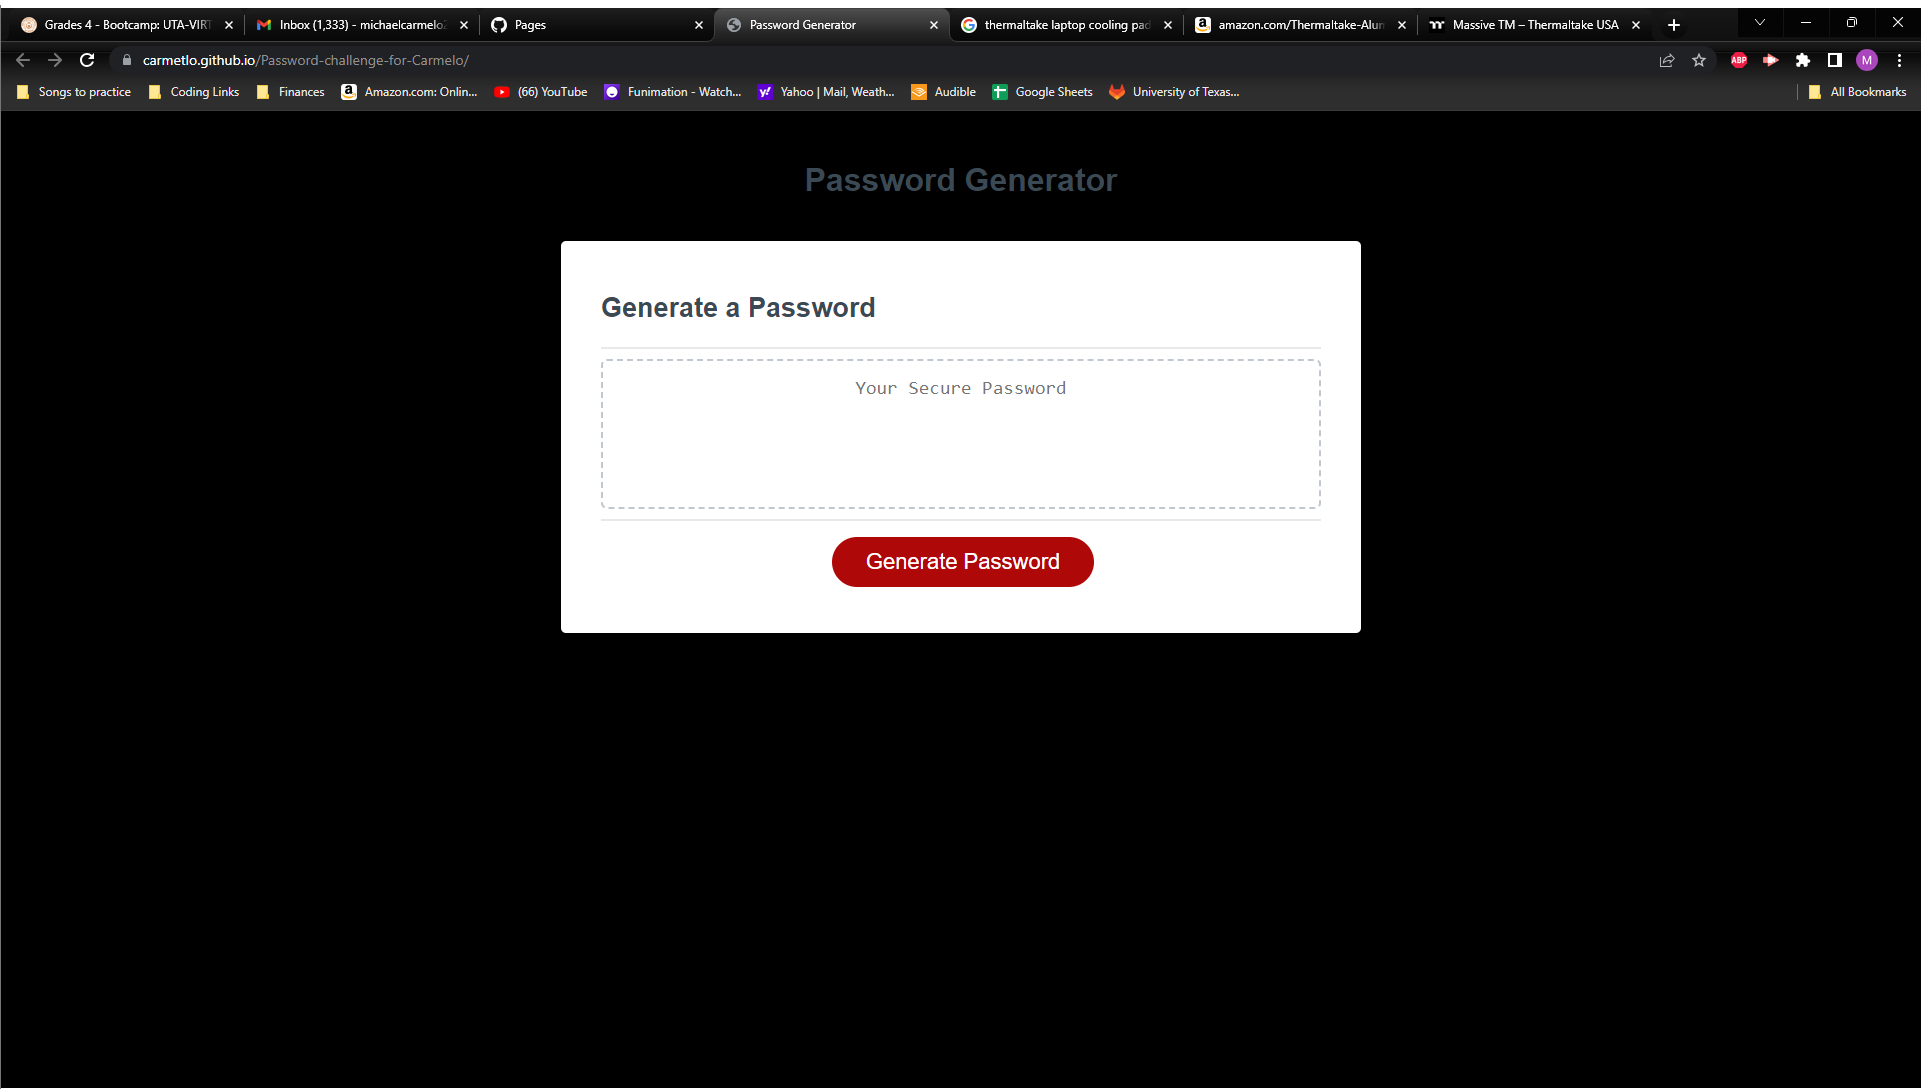 Grades 4 - Bootcamp: UTA-VIRT
Inbox (1,333) - michaelcarmelo
Pages
Password Generator
thermaltake laptop cooling pad
amazon.com/Thermaltake-Alun
Massive TM – Thermaltake USA
carmetlo.github.io/Password-challenge-for-Carmelo/
ABP
M
Songs to practice
Coding Links
Finances
Amazon.com: Onlin...
(66) YouTube
Funimation - Watch...
Yahoo | Mail, Weath...
Audible
Google Sheets
University of Texas...
All Bookmarks
Password Generator
Generate a Password
Your Secure Password
Generate Password